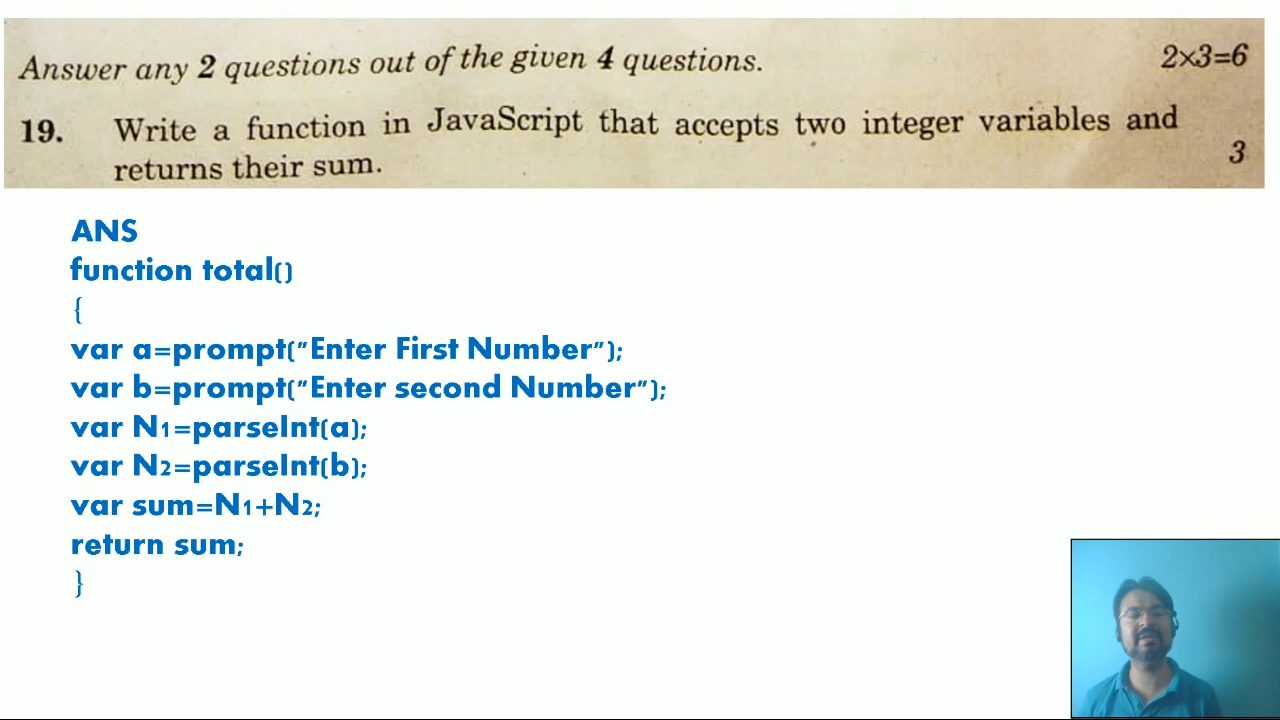 Answer any 2 questions out of the given 4 questions. 2×3=6
19. Write a function in JavaScript that accepts two integer variables and
returns their sum. 3
ANS
function total()
{
var a=prompt("Enter First Number");
var b=prompt("Enter second Number");
var N1=parseInt(a);
var N2=parseInt(b);
var sum=N1+N2;
return sum;
}